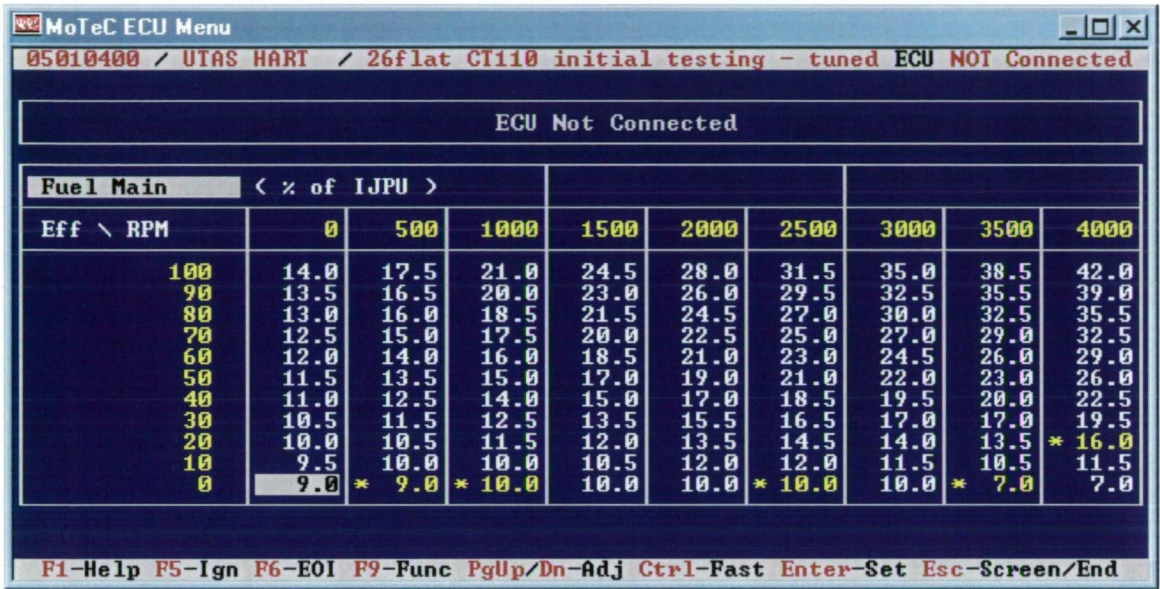 MoTeC ECU Menu
05010400 / UTAS HART / 26flat CT110 initial testing - tuned ECU NOT Connected
ECU Not Connected
Fuel Main ( % of IJPU )
Eff \ RPM 0 500 1000 1500 2000 2500 3000 3500 4000
100 14.0 17.5 21.0 24.5 28.0 31.5 35.0 38.5 42.0
90 13.5 16.5 20.0 23.0 26.0 29.5 32.5 35.5 39.0
80 13.0 16.0 18.5 21.5 24.5 27.0 30.0 32.5 35.5
70 12.5 15.0 17.5 20.0 22.5 25.0 27.0 29.0 32.5
60 12.0 14.0 16.0 18.5 21.0 23.0 24.5 26.0 29.0
50 11.5 13.5 15.0 17.0 19.0 21.0 22.0 23.0 26.0
40 11.0 12.5 14.0 15.0 17.0 18.5 19.5 20.0 22.5
30 10.5 11.5 12.5 13.5 15.5 16.5 17.0 17.0 19.5
20 10.0 10.5 11.5 12.0 13.5 14.5 14.0 13.5 * 16.0
10 9.5 10.0 10.0 10.5 12.0 12.0 11.5 10.5 11.5
0 9.0 * 9.0 * 10.0 10.0 10.0 * 10.0 10.0 * 7.0 7.0
F1-Help F5-Ign F6-EOI F9-Func PgUp/Dn-Adj Ctrl-Fast Enter-Set Esc-Screen/End